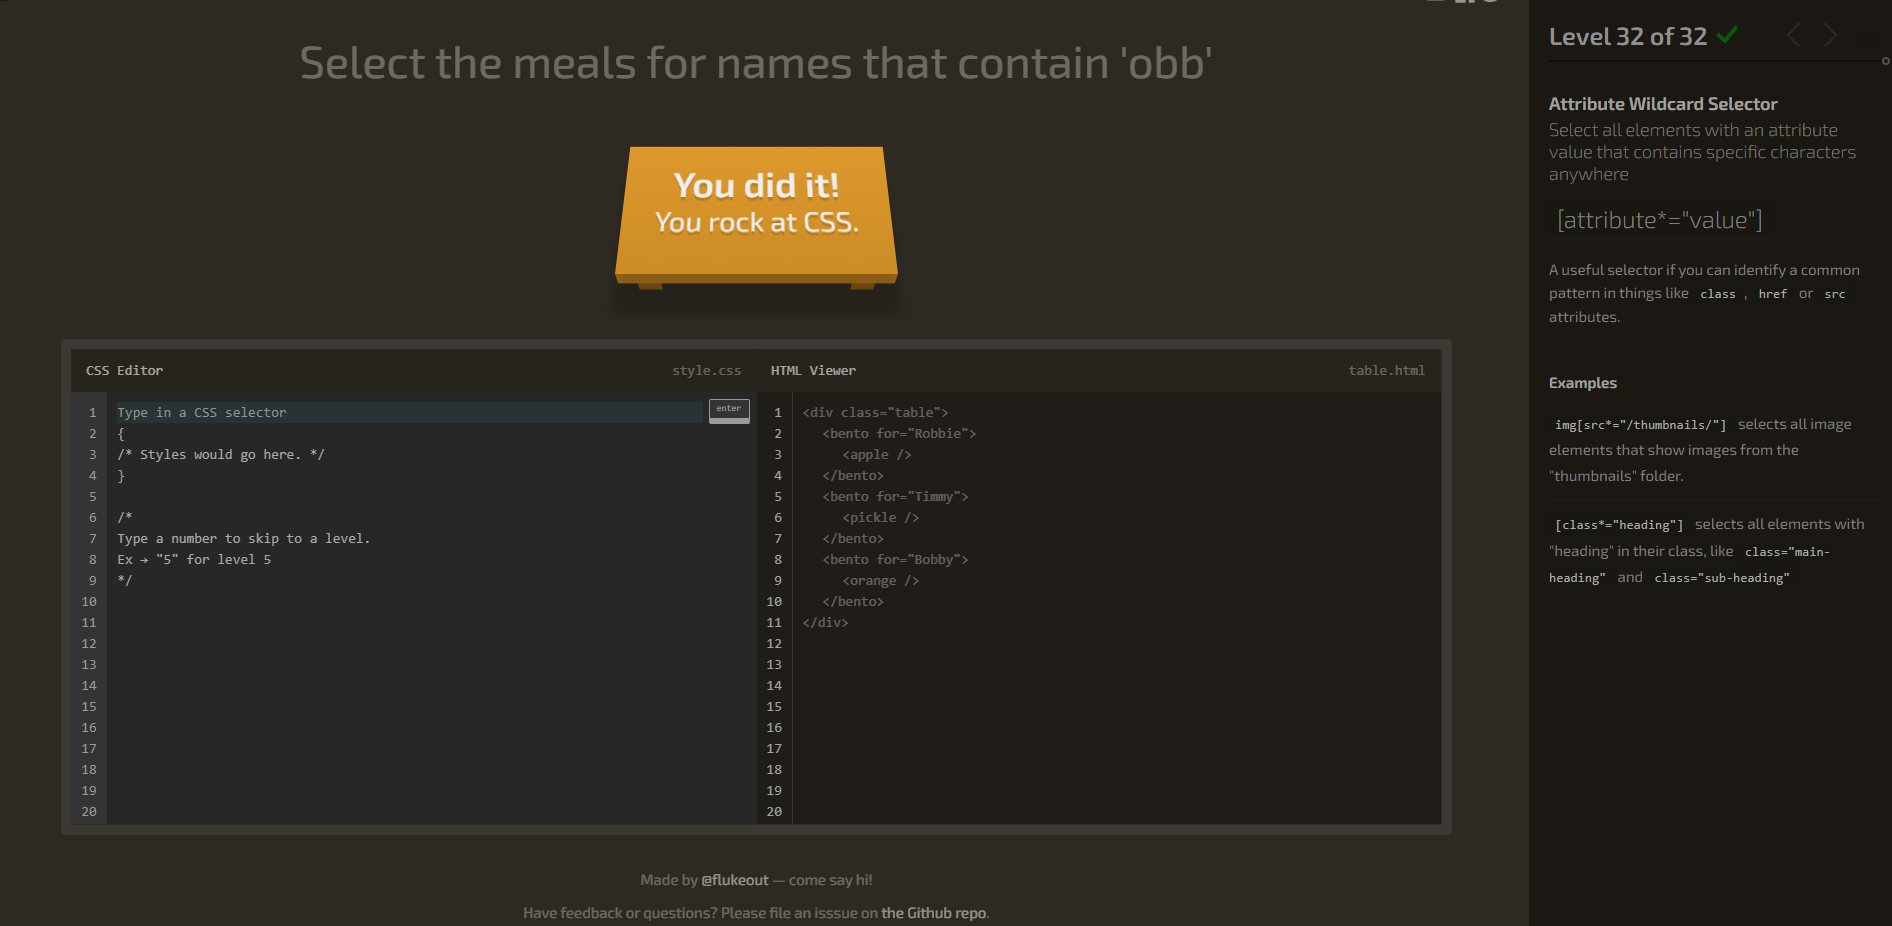 Select the meals for names that contain 'obb'
You did it!
You rock at CSS.
CSS Editor
style.css
1 Type in a CSS selector
enter
2 {
3 /* Styles would go here. */
4 }
5
6 /*
7 Type a number to skip to a level.
8 Ex → "5" for level 5
9 */
10
11
12
13
14
15
16
17
18
19
20
HTML Viewer
table.html
1 <div class="table">
2 <bento for="Robbie">
3 <apple />
4 </bento>
5 <bento for="Timmy">
6 <pickle />
7 </bento>
8 <bento for="Bobby">
9 <orange />
10 </bento>
11 </div>
12
13
14
15
16
17
18
19
20
Made by @flukeout — come say hi!
Have feedback or questions? Please file an isssue on the Github repo.
Level 32 of 32
Attribute Wildcard Selector
Select all elements with an attribute
value that contains specific characters
anywhere
[attribute*="value"]
A useful selector if you can identify a common
pattern in things like class , href or src
attributes.
Examples
img[src*="/thumbnails/"] selects all image
elements that show images from the
"thumbnails" folder.
[class*="heading"] selects all elements with
"heading" in their class, like class="main-
heading" and class="sub-heading"